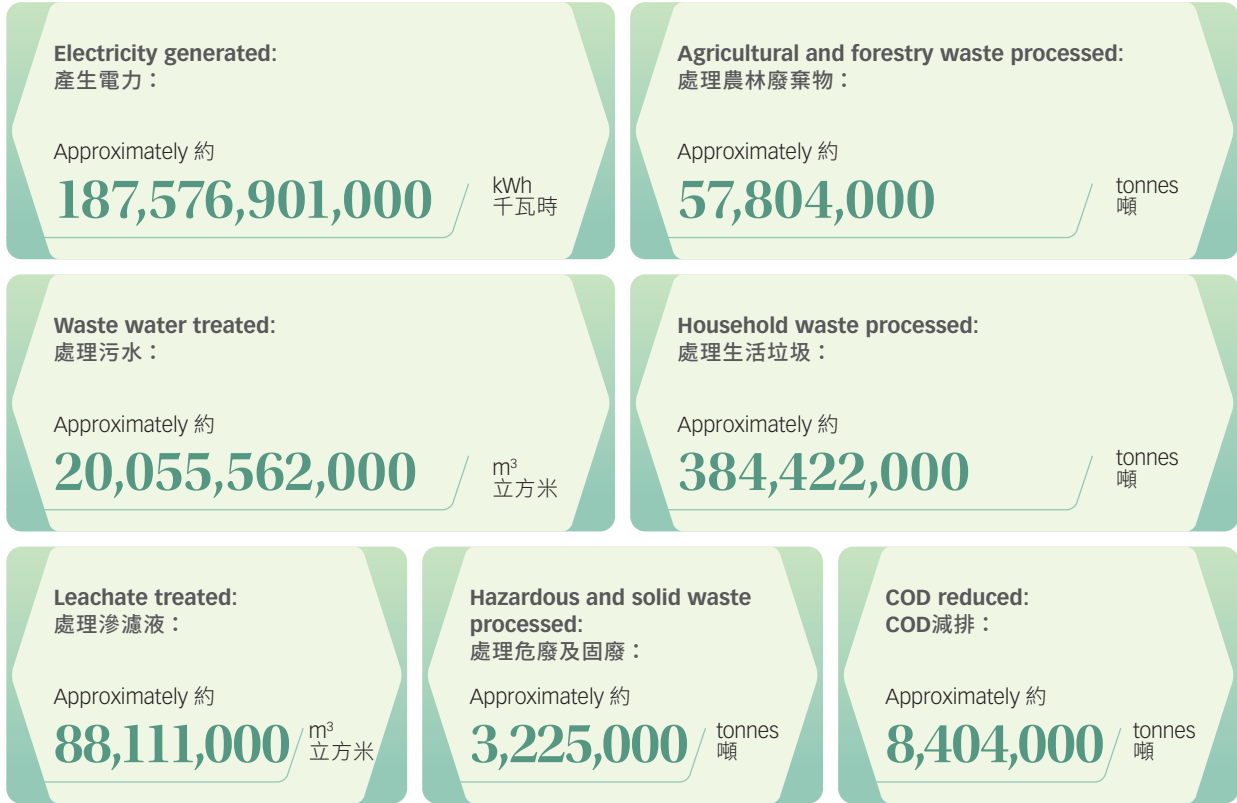 Electricity generated:
產生電力：
Approximately 約
187,576,901,000
kWh
千瓦時
Agricultural and forestry waste processed:
處理農林廢棄物：
Approximately 約
57,804,000
tonnes
噸
Waste water treated:
處理污水：
Approximately 約
20,055,562,000
m³
立方米
Household waste processed:
處理生活垃圾：
Approximately 約
384,422,000
tonnes
噸
Leachate treated:
處理滲濾液：
Approximately 約
88,111,000
m³
立方米
Hazardous and solid waste
processed:
處理危廢及固廢：
Approximately 約
3,225,000
tonnes
噸
COD reduced:
COD減排：
Approximately 約
8,404,000
tonnes
噸